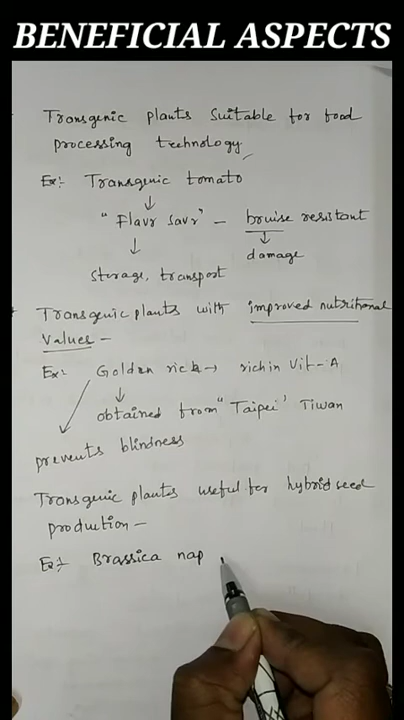 BENEFICIAL ASPECTS
Transgenic plants suitable for food
processing technology
Ex:- Transgenic tomato
↓
"Flavr Savr" - bruise resistant
↓ ↓
damage
storage, transport
Transgenic plants with improved nutritional
values -
Ex:- Golden rice → rich in Vit-A
↓
obtained from "Taipei" Tiwan
prevents blindness
Transgenic plants useful for hybrid seed
production -
Ex:- Brassica nap